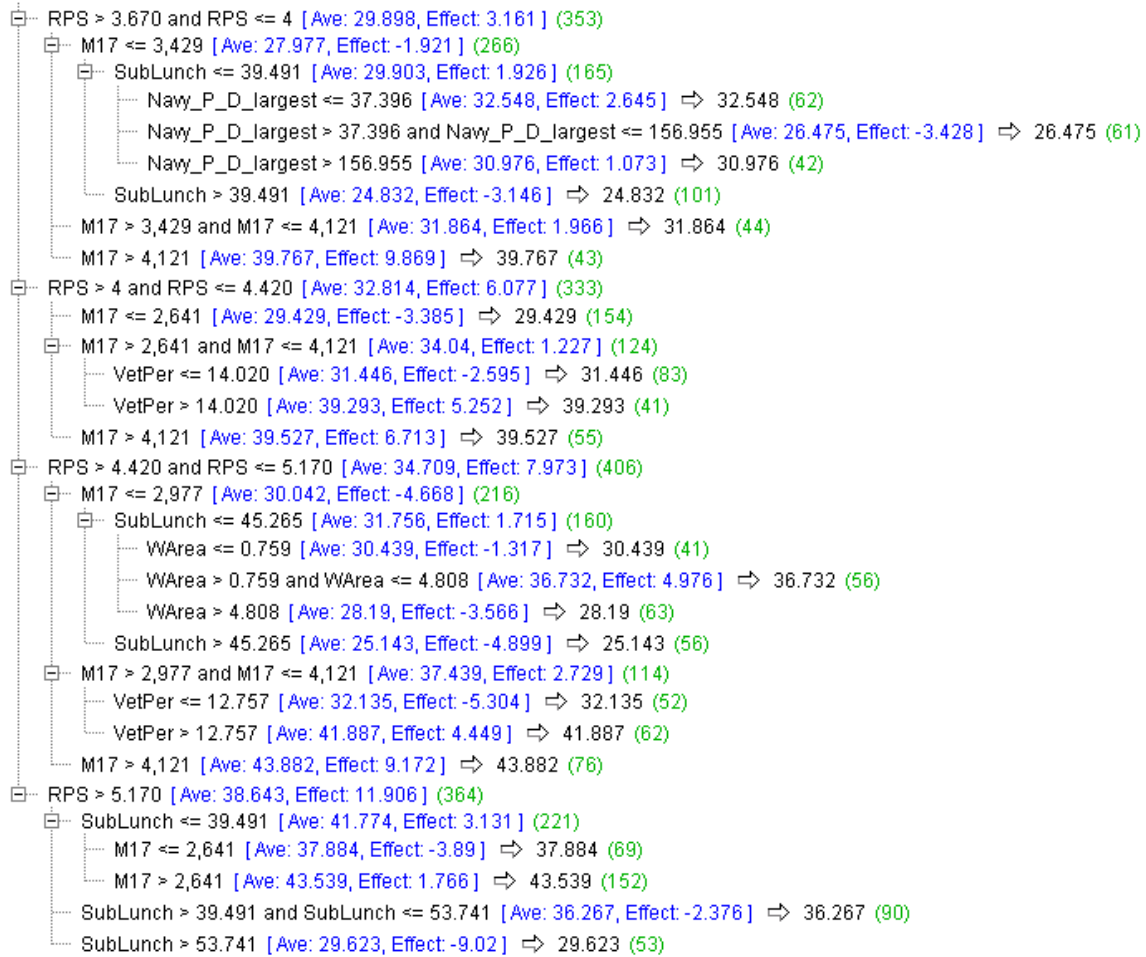 RPS > 3.670 and RPS <= 4 [Ave: 29.898, Effect: 3.161] (353)
M17 <= 3,429 [Ave: 27.977, Effect: -1.921] (266)
SubLunch <= 39.491 [Ave: 29.903, Effect: 1.926] (165)
Navy_P_D_largest <= 37.396 [Ave: 32.548, Effect: 2.645] ⇨ 32.548 (62)
Navy_P_D_largest > 37.396 and Navy_P_D_largest <= 156.955 [Ave: 26.475, Effect: -3.428] ⇨ 26.475 (61)
Navy_P_D_largest > 156.955 [Ave: 30.976, Effect: 1.073] ⇨ 30.976 (42)
SubLunch > 39.491 [Ave: 24.832, Effect: -3.146] ⇨ 24.832 (101)
M17 > 3,429 and M17 <= 4,121 [Ave: 31.864, Effect: 1.966] ⇨ 31.864 (44)
M17 > 4,121 [Ave: 39.767, Effect: 9.869] ⇨ 39.767 (43)
RPS > 4 and RPS <= 4.420 [Ave: 32.814, Effect: 6.077] (333)
M17 <= 2,641 [Ave: 29.429, Effect: -3.385] ⇨ 29.429 (154)
M17 > 2,641 and M17 <= 4,121 [Ave: 34.04, Effect: 1.227] (124)
VetPer <= 14.020 [Ave: 31.446, Effect: -2.595] ⇨ 31.446 (83)
VetPer > 14.020 [Ave: 39.293, Effect: 5.252] ⇨ 39.293 (41)
M17 > 4,121 [Ave: 39.527, Effect: 6.713] ⇨ 39.527 (55)
RPS > 4.420 and RPS <= 5.170 [Ave: 34.709, Effect: 7.973] (406)
M17 <= 2,977 [Ave: 30.042, Effect: -4.668] (216)
SubLunch <= 45.265 [Ave: 31.756, Effect: 1.715] (160)
WArea <= 0.759 [Ave: 30.439, Effect: -1.317] ⇨ 30.439 (41)
WArea > 0.759 and WArea <= 4.808 [Ave: 36.732, Effect: 4.976] ⇨ 36.732 (56)
WArea > 4.808 [Ave: 28.19, Effect: -3.566] ⇨ 28.19 (63)
SubLunch > 45.265 [Ave: 25.143, Effect: -4.899] ⇨ 25.143 (56)
M17 > 2,977 and M17 <= 4,121 [Ave: 37.439, Effect: 2.729] (114)
VetPer <= 12.757 [Ave: 32.135, Effect: -5.304] ⇨ 32.135 (52)
VetPer > 12.757 [Ave: 41.887, Effect: 4.449] ⇨ 41.887 (62)
M17 > 4,121 [Ave: 43.882, Effect: 9.172] ⇨ 43.882 (76)
RPS > 5.170 [Ave: 38.643, Effect: 11.906] (364)
SubLunch <= 39.491 [Ave: 41.774, Effect: 3.131] (221)
M17 <= 2,641 [Ave: 37.884, Effect: -3.89] ⇨ 37.884 (69)
M17 > 2,641 [Ave: 43.539, Effect: 1.766] ⇨ 43.539 (152)
SubLunch > 39.491 and SubLunch <= 53.741 [Ave: 36.267, Effect: -2.376] ⇨ 36.267 (90)
SubLunch > 53.741 [Ave: 29.623, Effect: -9.02] ⇨ 29.623 (53)